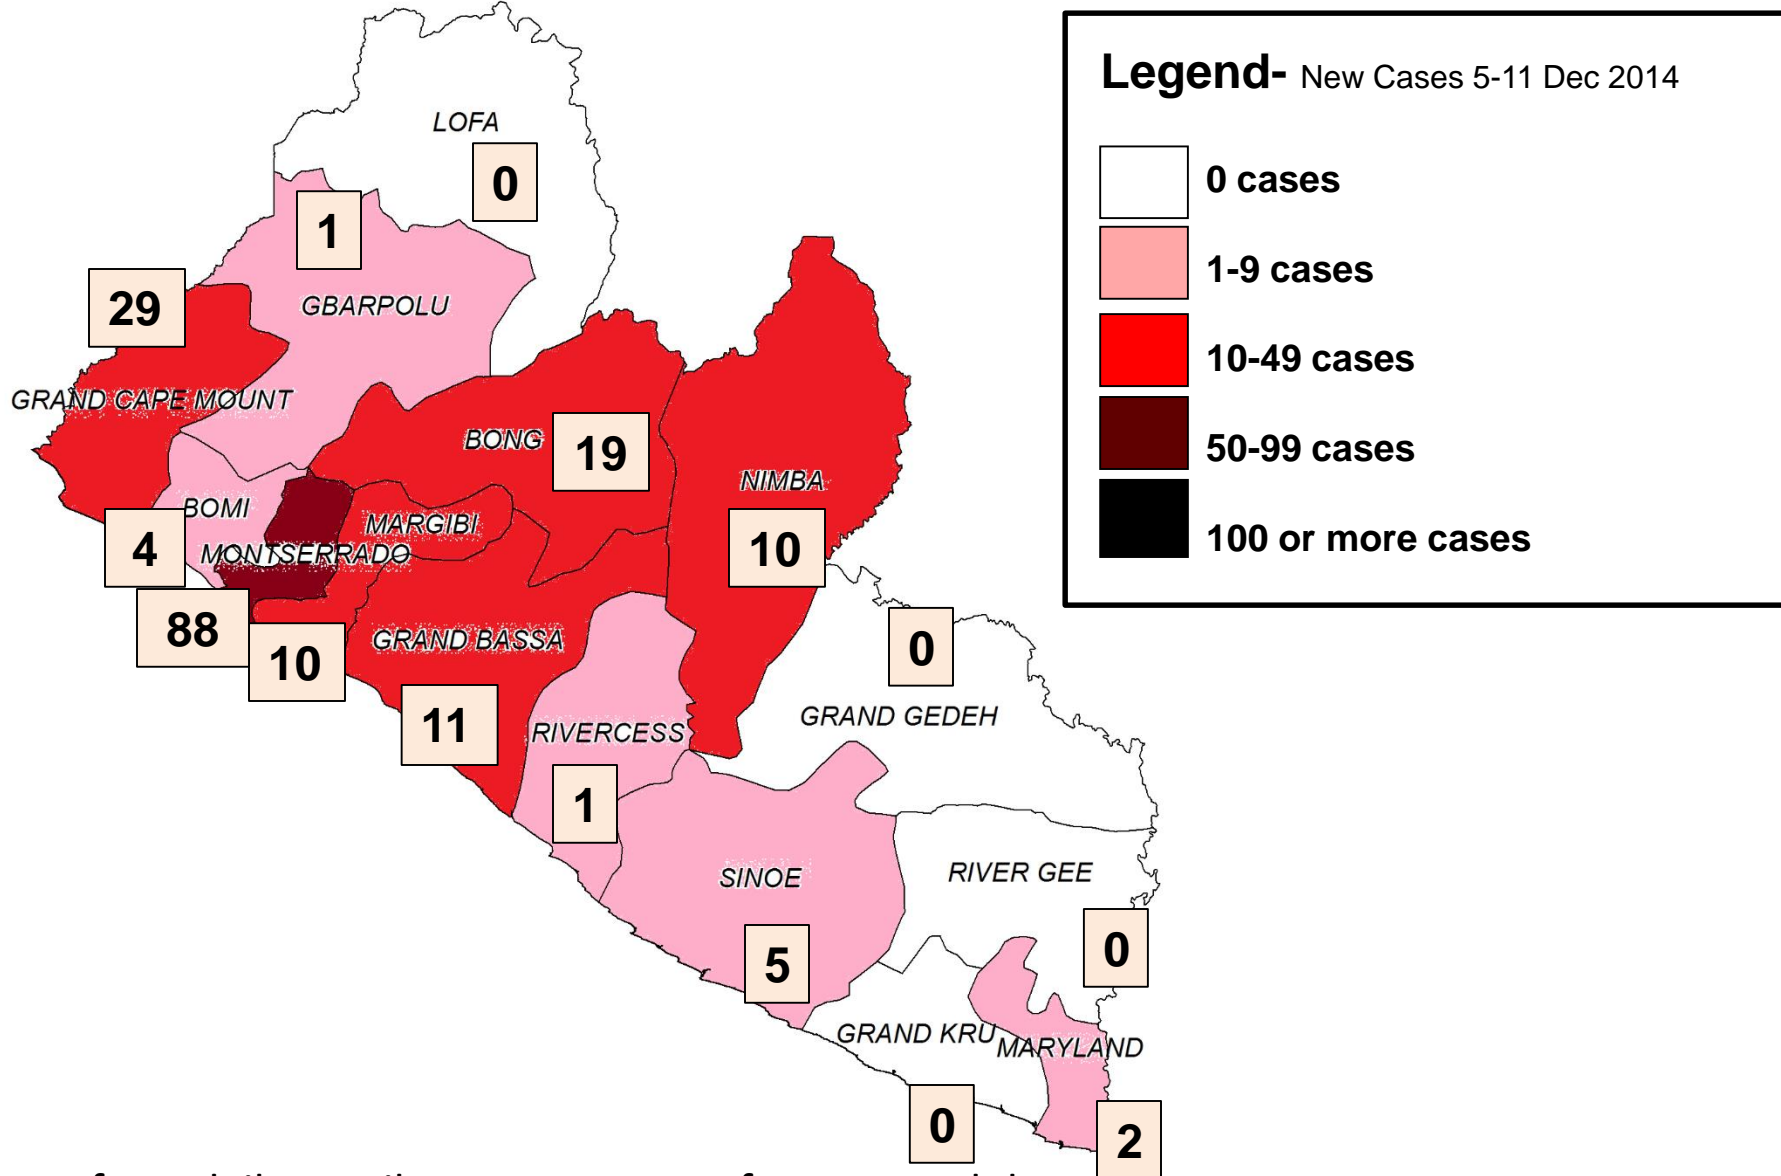 Legend- New Cases 5-11 Dec 2014
0 cases
1-9 cases
10-49 cases
50-99 cases
100 or more cases
LOFA
0
1
GBARPOLU
29
GRAND CAPE MOUNT
BONG
19
NIMBA
10
BOMI
4
MARGIBI
MONTSERRADO
88
10
GRAND BASSA
11
0
GRAND GEDEH
RIVERCESS
1
SINOE
5
RIVER GEE
0
GRAND KRU
0
MARYLAND
2